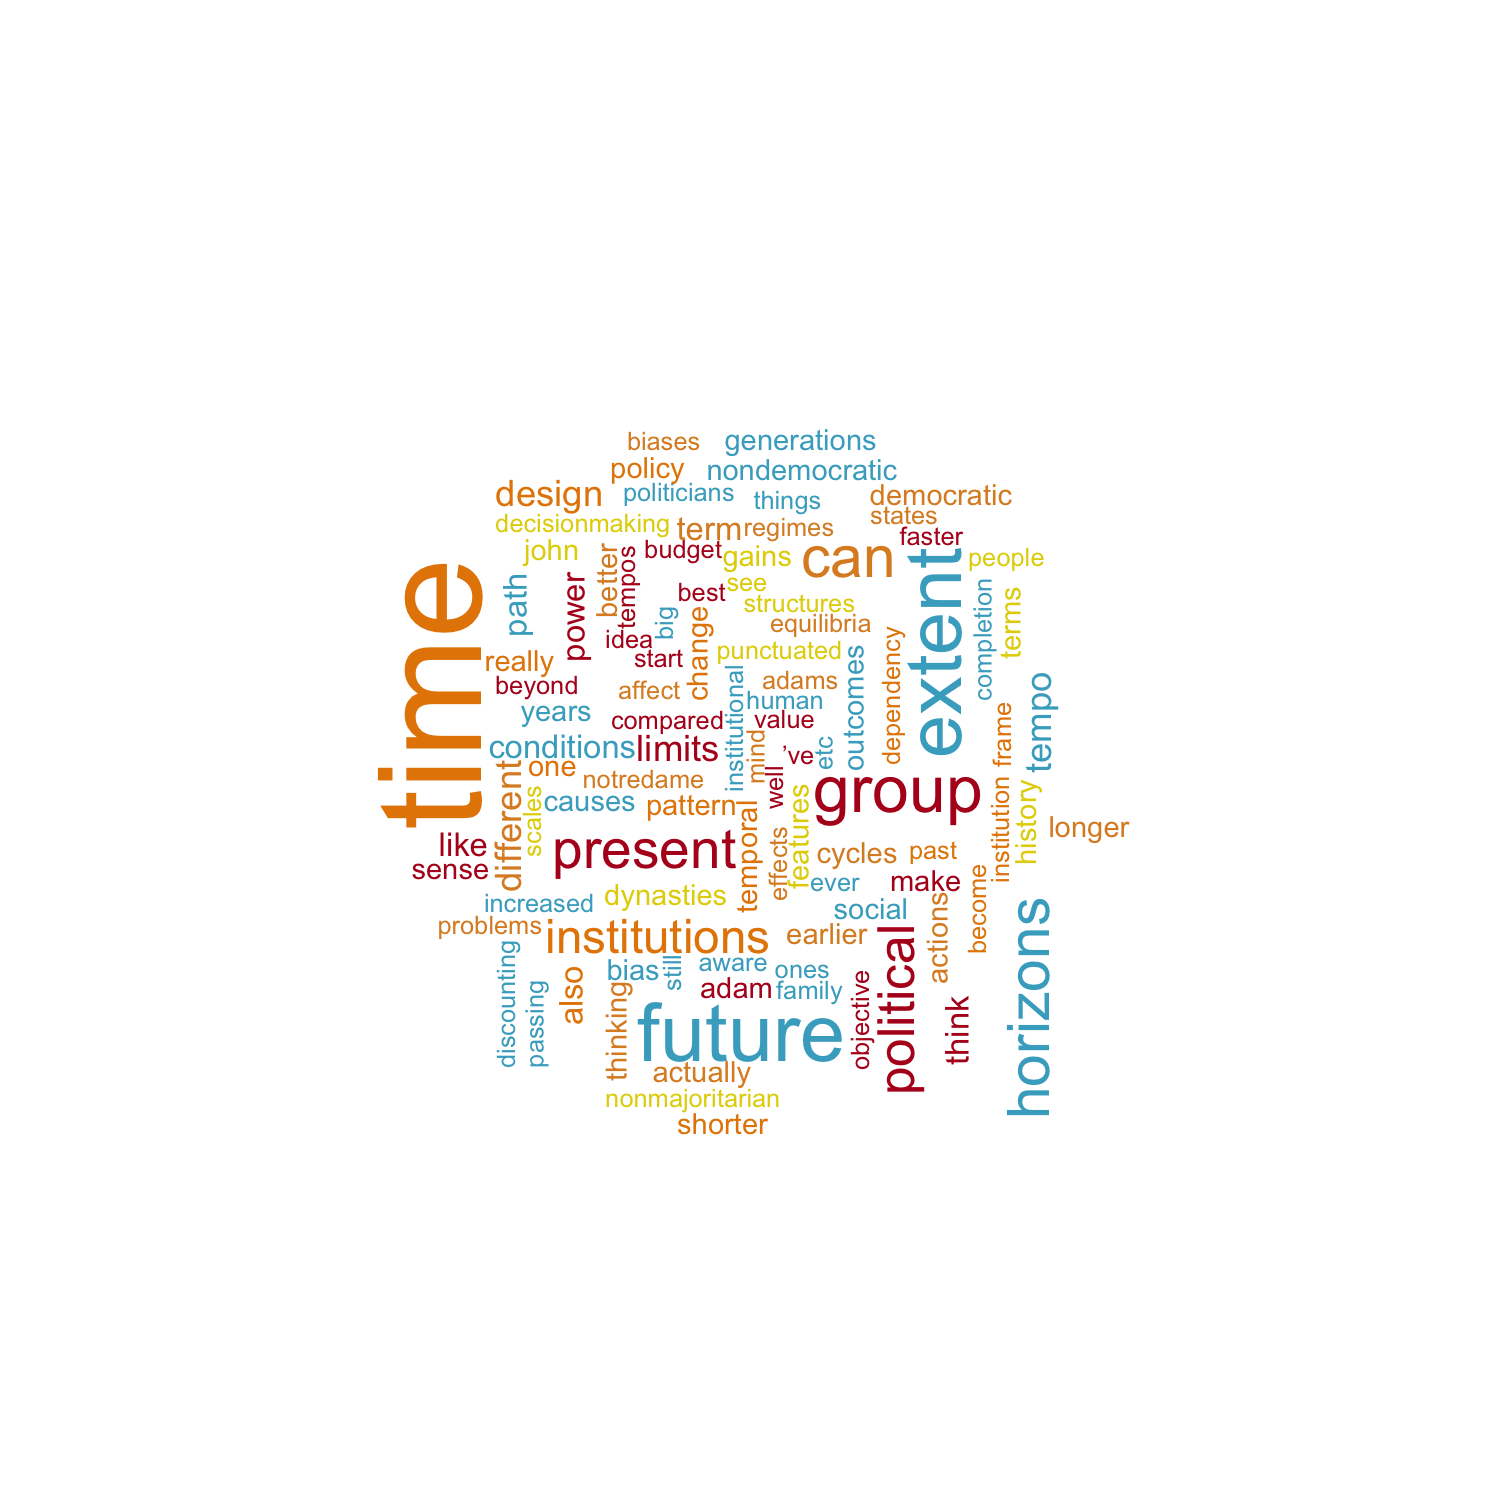 biases
generations
policy
nondemocratic
design
politicians
things
democratic
decisionmaking
term
regimes
states
faster
john
better
tempos
budget
gains
can
extent
people
time
path
power
best
see
structures
completion
terms
big
change
equilibria
idea
really
start
punctuated
outcomes
dependency
beyond
affect
institutional
adams
human
tempo
years
compared
value
frame
conditions
limits
mind
've
etc
different
one
notredame
well
group
scales
causes
pattern
temporal
features
institution
history
longer
like
present
effects
cycles
past
sense
ever
make
increased
dynasties
social
actions
become
horizons
problems
institutions
earlier
political
discounting
bias
still
aware
ones
also
thinking
adam
family
objective
think
passing
future
actually
nonmajoritarian
shorter